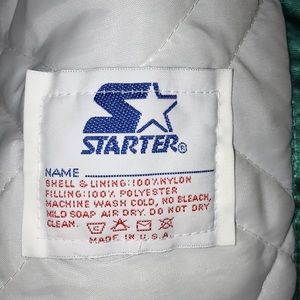 STARTER®
NAME
SHELL & LINING: 100% NYLON
FILLING: 100% POLYESTER
MACHINE WASH COLD, NO BLEACH,
MILD SOAP AIR DRY. DO NOT DRY
CLEAN.
MADE IN U.S.A.